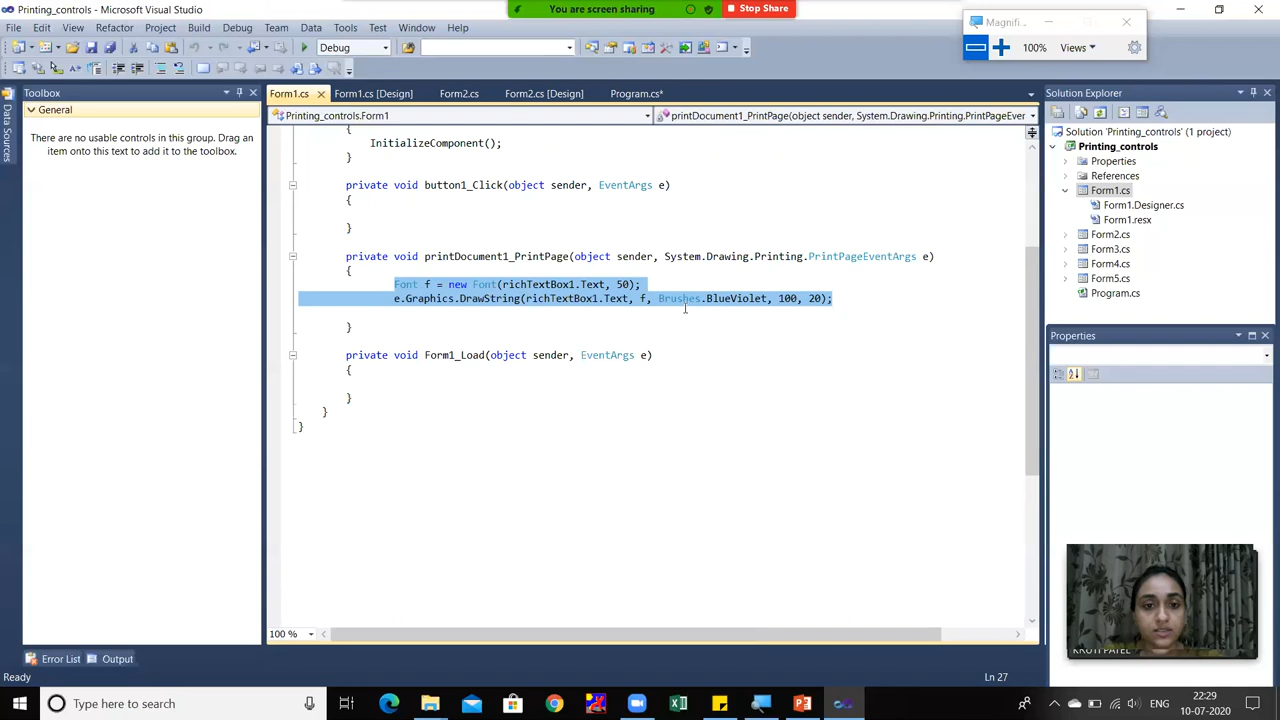 Printing_controls - Microsoft Visual Studio
You are screen sharing
Stop Share
Magnifi...
File Edit View Refactor Project Build Debug Team Data Tools Test Window Help
Debug
100% Views
Toolbox
General
There are no usable controls in this group. Drag an
item onto this text to add it to the toolbox.
Data Sources
Form1.cs Form1.cs [Design] Form2.cs Form2.cs [Design] Program.cs*
Printing_controls.Form1
printDocument1_PrintPage(object sender, System.Drawing.Printing.PrintPageEver
{
InitializeComponent();
}
private void button1_Click(object sender, EventArgs e)
{
}
private void printDocument1_PrintPage(object sender, System.Drawing.Printing.PrintPageEventArgs e)
{
Font f = new Font(richTextBox1.Text, 50);
e.Graphics.DrawString(richTextBox1.Text, f, Brushes.BlueViolet, 100, 20);
}
private void Form1_Load(object sender, EventArgs e)
{
}
}
}
100 %
Solution Explorer
Solution 'Printing_controls' (1 project)
Printing_controls
Properties
References
Form1.cs
Form1.Designer.cs
Form1.resx
Form2.cs
Form3.cs
Form4.cs
Form5.cs
Program.cs
Properties
KRUTI PATEL
Error List Output
Ready
Ln 27
Type here to search
ENG
22:29
10-07-2020